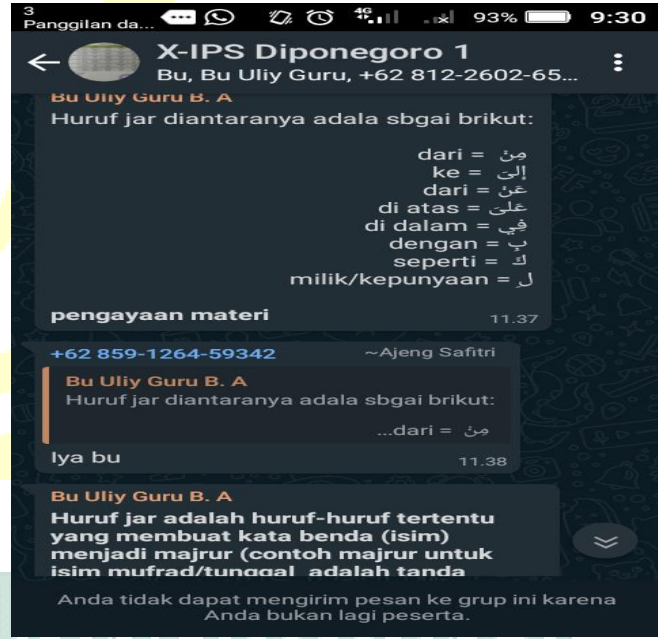 3
Panggilan da...
4G
93%
9:30
X-IPS Diponegoro 1
Bu, Bu Uliy Guru, +62 812-2602-65...
Bu Uliy Guru B. A
Huruf jar diantaranya adala sbgai brikut:
dari = مِنْ
ke = إِلَى
dari = عَنْ
di atas = عَلَى
di dalam = فِي
dengan = بِ
seperti = كَ
milik/kepunyaan = ل
pengayaan materi
11.37
+62 859-1264-59342
~Ajeng Safitri
Bu Uliy Guru B. A
Huruf jar diantaranya adala sbgai brikut:
...dari = مِنْ
Iya bu
11.38
Bu Uliy Guru B. A
Huruf jar adalah huruf-huruf tertentu
yang membuat kata benda (isim)
menjadi majrur (contoh majrur untuk
isim mufrad/tunggal adalah tanda
Anda tidak dapat mengirim pesan ke grup ini karena
Anda bukan lagi peserta.